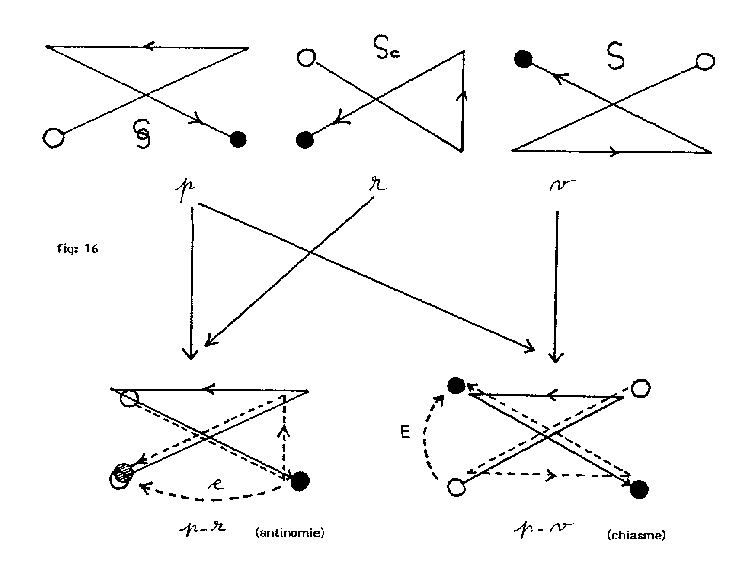 Sc S
p r v
fig: 16
E
e
p-r (antinomie)
p-v (chiasme)